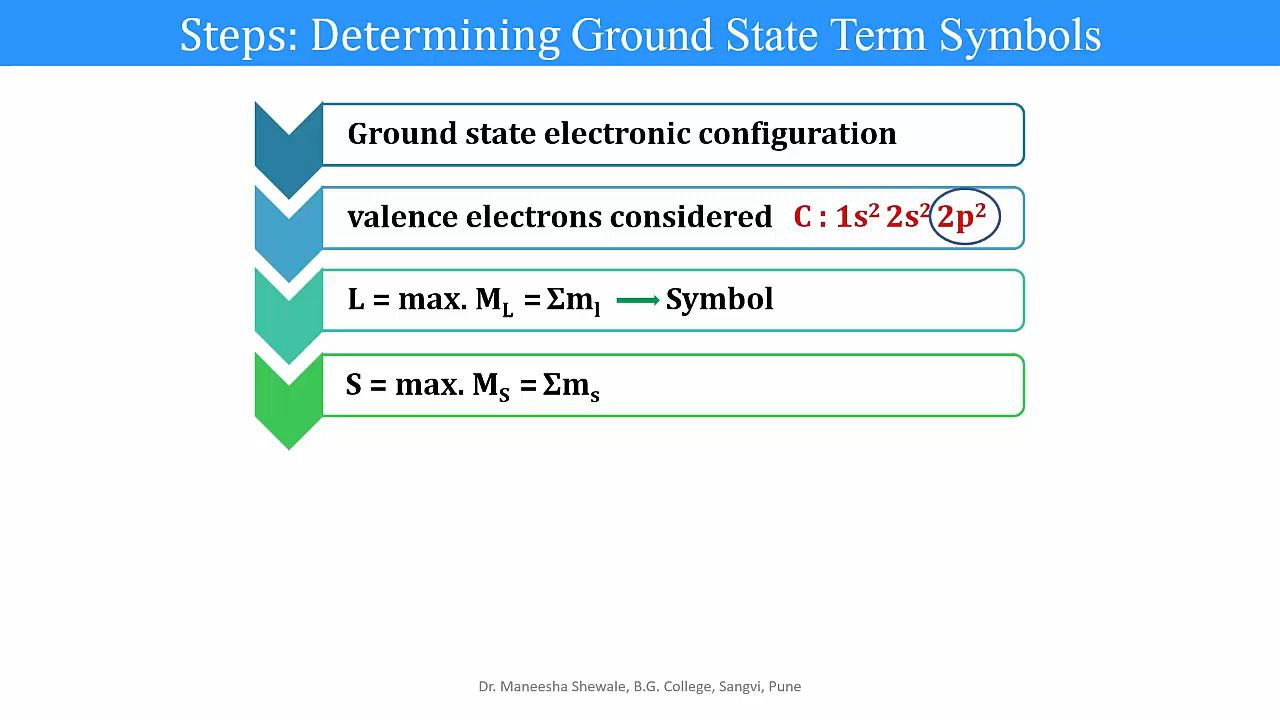 Steps: Determining Ground State Term Symbols
Ground state electronic configuration
valence electrons considered C : 1s² 2s² 2p²
L = max. M_L = Σm_l → Symbol
S = max. M_S = Σm_s
Dr. Maneesha Shewale, B.G. College, Sangvi, Pune